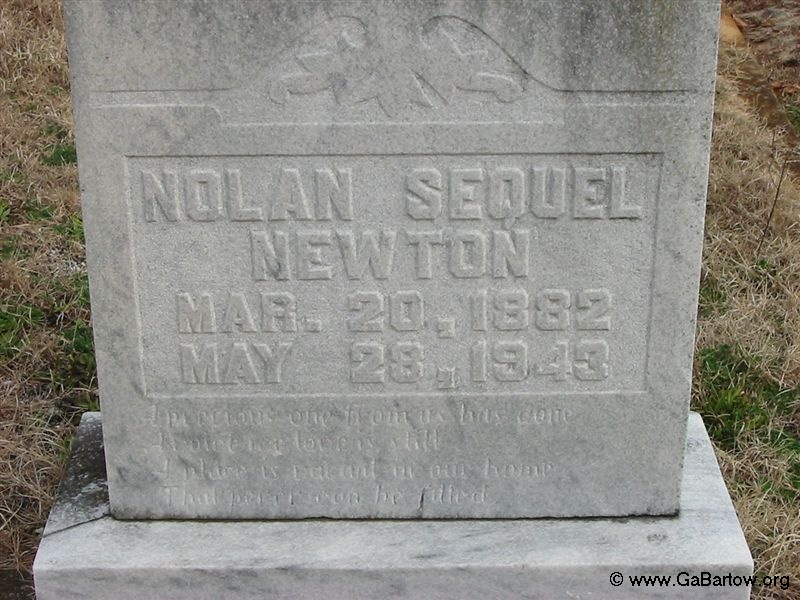 NOLAN SEQUEL
NEWTON
MAR. 20, 1882
MAY 28, 1943
A precious one from us has gone
A voice we love is still
A place is vacant in our home
That never can be filled
© www.GaBartow.org